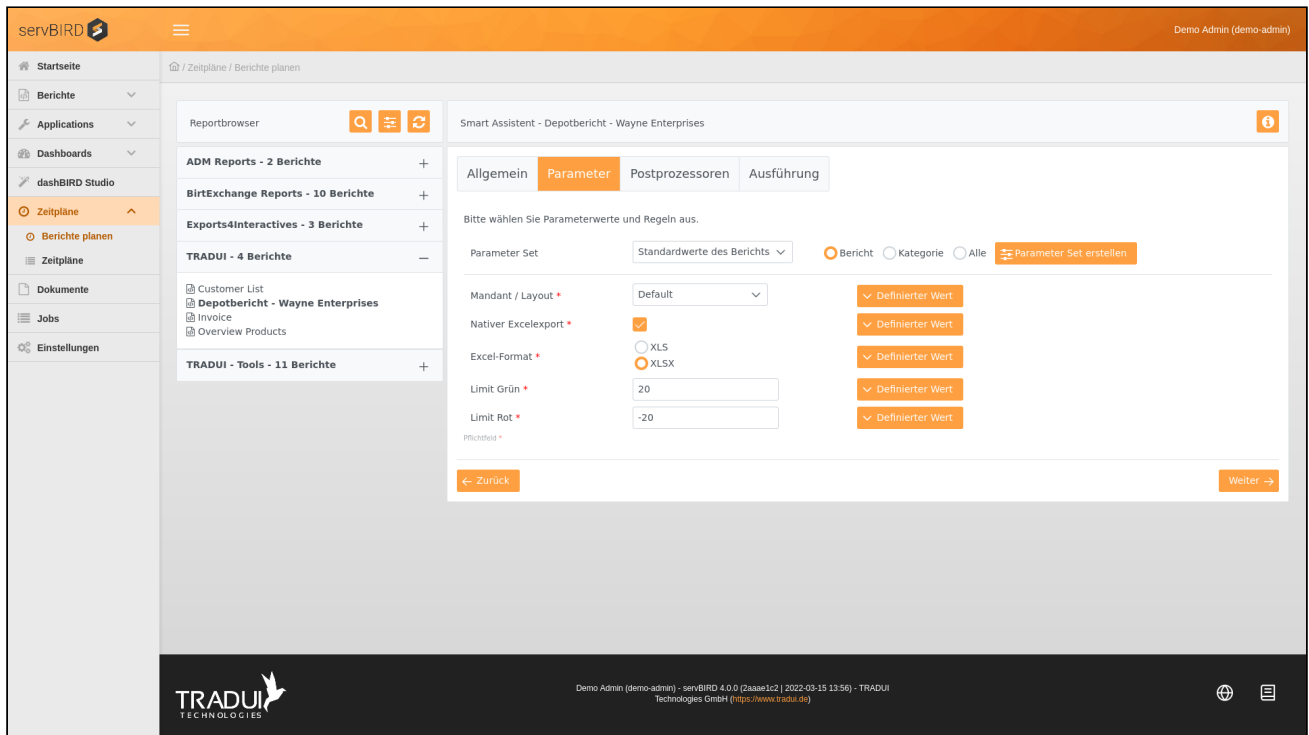 servBIRD
Demo Admin (demo-admin)
Startseite
Berichte
Applications
Dashboards
dashBIRD Studio
Zeitpläne
Berichte planen
Zeitpläne
Dokumente
Jobs
Einstellungen
/ Zeitpläne / Berichte planen
Reportbrowser
ADM Reports - 2 Berichte
BirtExchange Reports - 10 Berichte
Exports4Interactives - 3 Berichte
TRADUI - 4 Berichte
Customer List
Depotbericht - Wayne Enterprises
Invoice
Overview Products
TRADUI - Tools - 11 Berichte
Smart Assistent - Depotbericht - Wayne Enterprises
Allgemein Parameter Postprozessoren Ausführung
Bitte wählen Sie Parameterwerte und Regeln aus.
Parameter Set Standardwerte des Berichts Bericht Kategorie Alle Parameter Set erstellen
Mandant / Layout * Default Definierter Wert
Nativer Excelexport * Definierter Wert
Excel-Format * XLS Definierter Wert
XLSX
Limit Grün * 20 Definierter Wert
Limit Rot * -20 Definierter Wert
Pflichtfeld *
Zurück Weiter
TRADUI
TECHNOLOGIES
Demo Admin (demo-admin) - servBIRD 4.0.0 (2aaae1c2 | 2022-03-15 13:56) - TRADUI
Technologies GmbH (https://www.tradui.de)